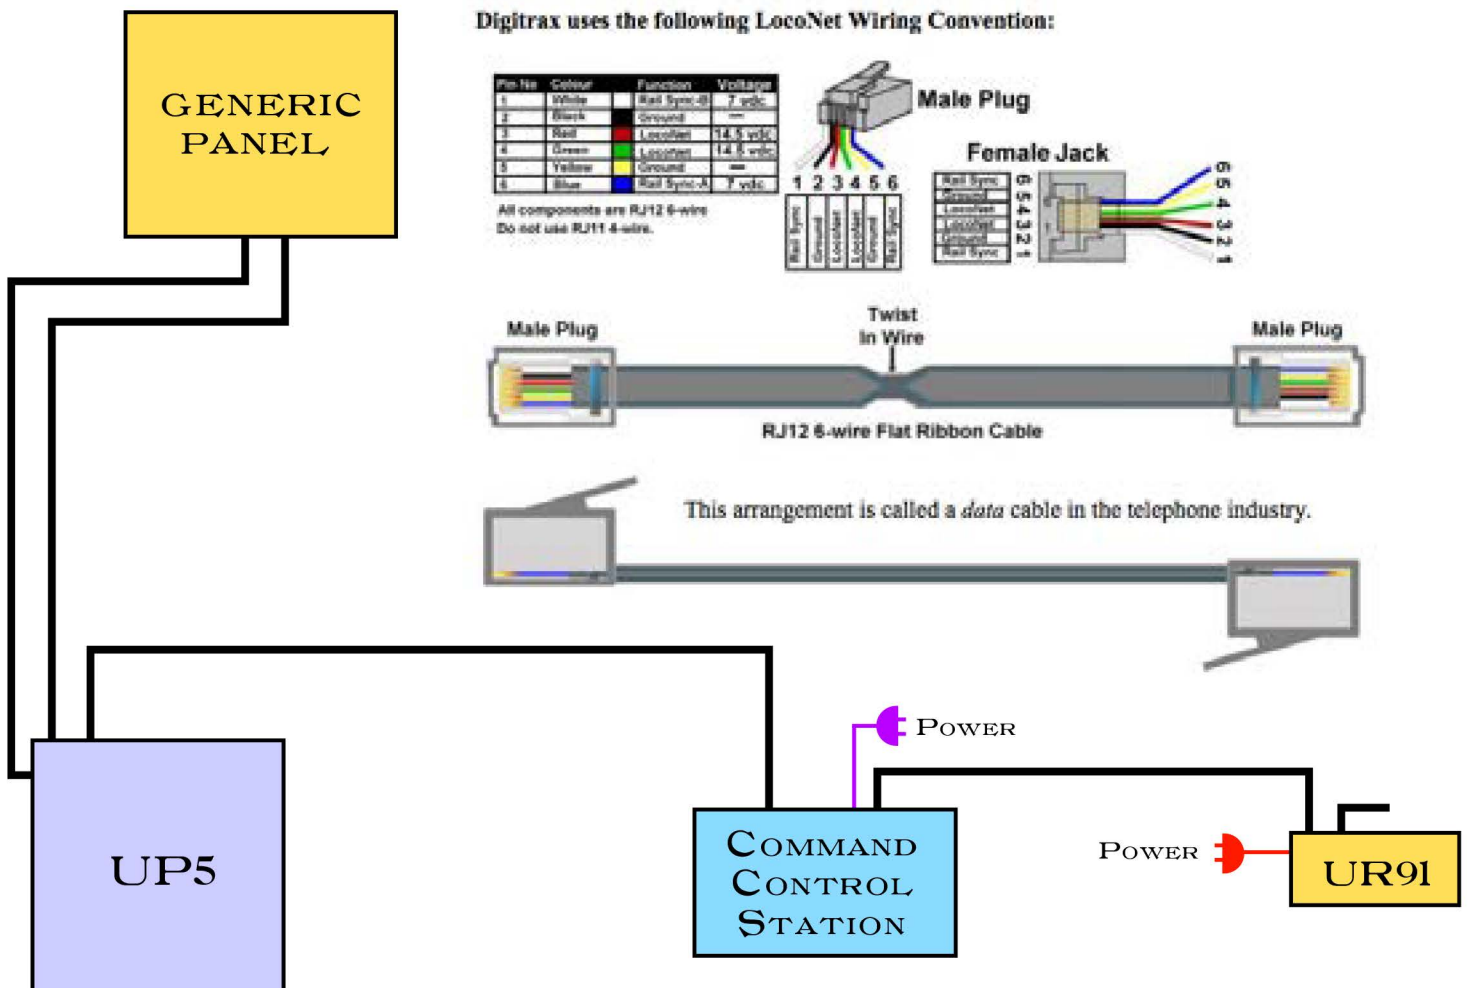 Digitrax uses the following LocoNet Wiring Convention:
GENERIC
PANEL
Pin No Colour Function Voltage
1 White Rail Sync-B 7 vdc
2 Black Ground —
3 Red LocoNet 14.5 vdc
4 Green LocoNet 14.5 vdc
5 Yellow Ground —
6 Blue Rail Sync-A 7 vdc
All components are RJ12 6-wire
Do not use RJ11 4-wire.
Male Plug
1 2 3 4 5 6
Rail Sync
Ground
LocoNet
LocoNet
Ground
Rail Sync
Female Jack
Rail Sync 6
Ground 5
LocoNet 4
LocoNet 3
Ground 2
Rail Sync 1
6
5
4
3
2
1
Twist
In Wire
Male Plug
Male Plug
RJ12 6-wire Flat Ribbon Cable
This arrangement is called a data cable in the telephone industry.
POWER
POWER
UP5
COMMAND
CONTROL
STATION
UR91